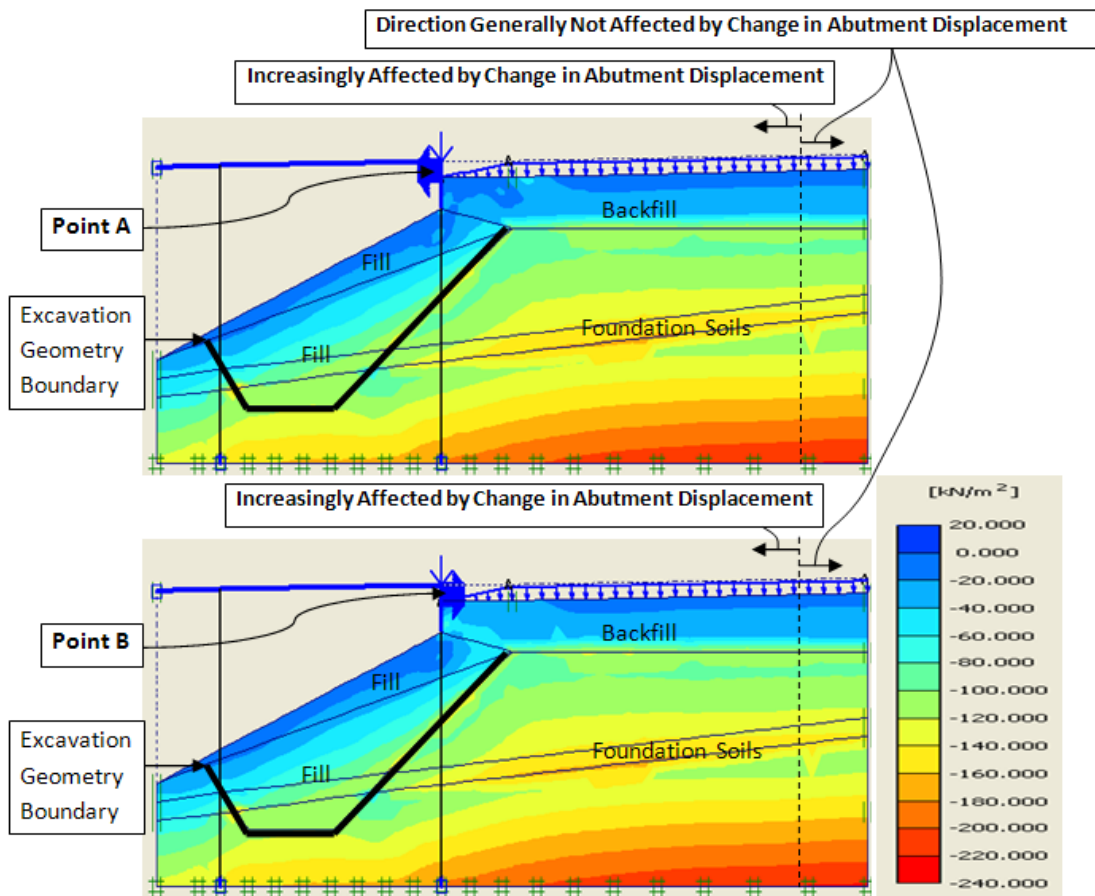 Direction Generally Not Affected by Change in Abutment Displacement
Increasingly Affected by Change in Abutment Displacement
Point A
Backfill
Fill
Excavation
Geometry
Boundary
Foundation Soils
Fill
Increasingly Affected by Change in Abutment Displacement
[kN/m²]
20.000
0.000
-20.000
-40.000
-60.000
-80.000
-100.000
-120.000
-140.000
-160.000
-180.000
-200.000
-220.000
-240.000
Point B
Backfill
Fill
Excavation
Geometry
Boundary
Foundation Soils
Fill